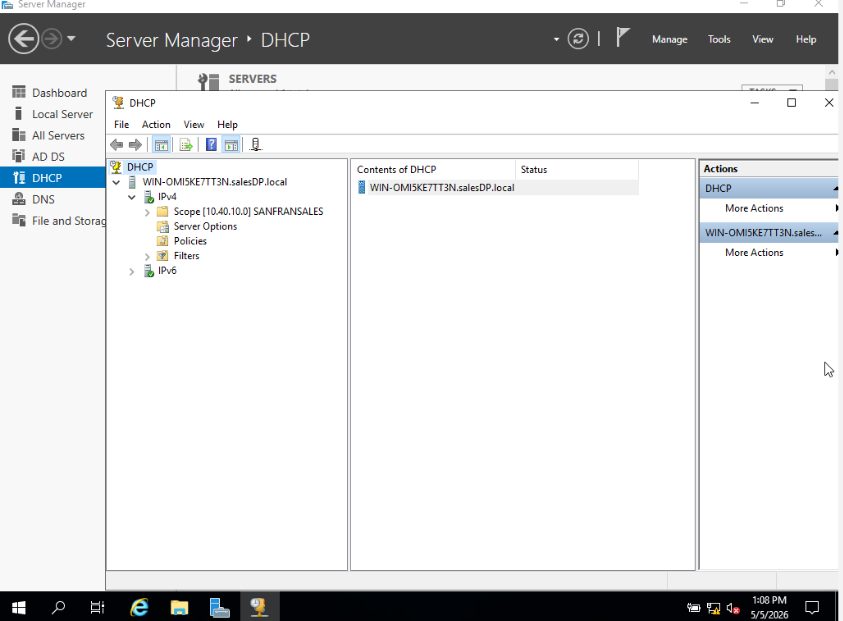 Server Manager
Server Manager ‣ DHCP
Manage Tools View Help
Dashboard
Local Server
All Servers
AD DS
DHCP
DNS
File and Storag
SERVERS
DHCP
File Action View Help
DHCP
WIN-OMI5KE7TT3N.salesDP.local
IPv4
Scope [10.40.10.0] SANFRANSALES
Server Options
Policies
Filters
IPv6
Contents of DHCP Status
WIN-OMI5KE7TT3N.salesDP.local
Actions
DHCP
More Actions
WIN-OMI5KE7TT3N.sales...
More Actions
1:08 PM
5/5/2026